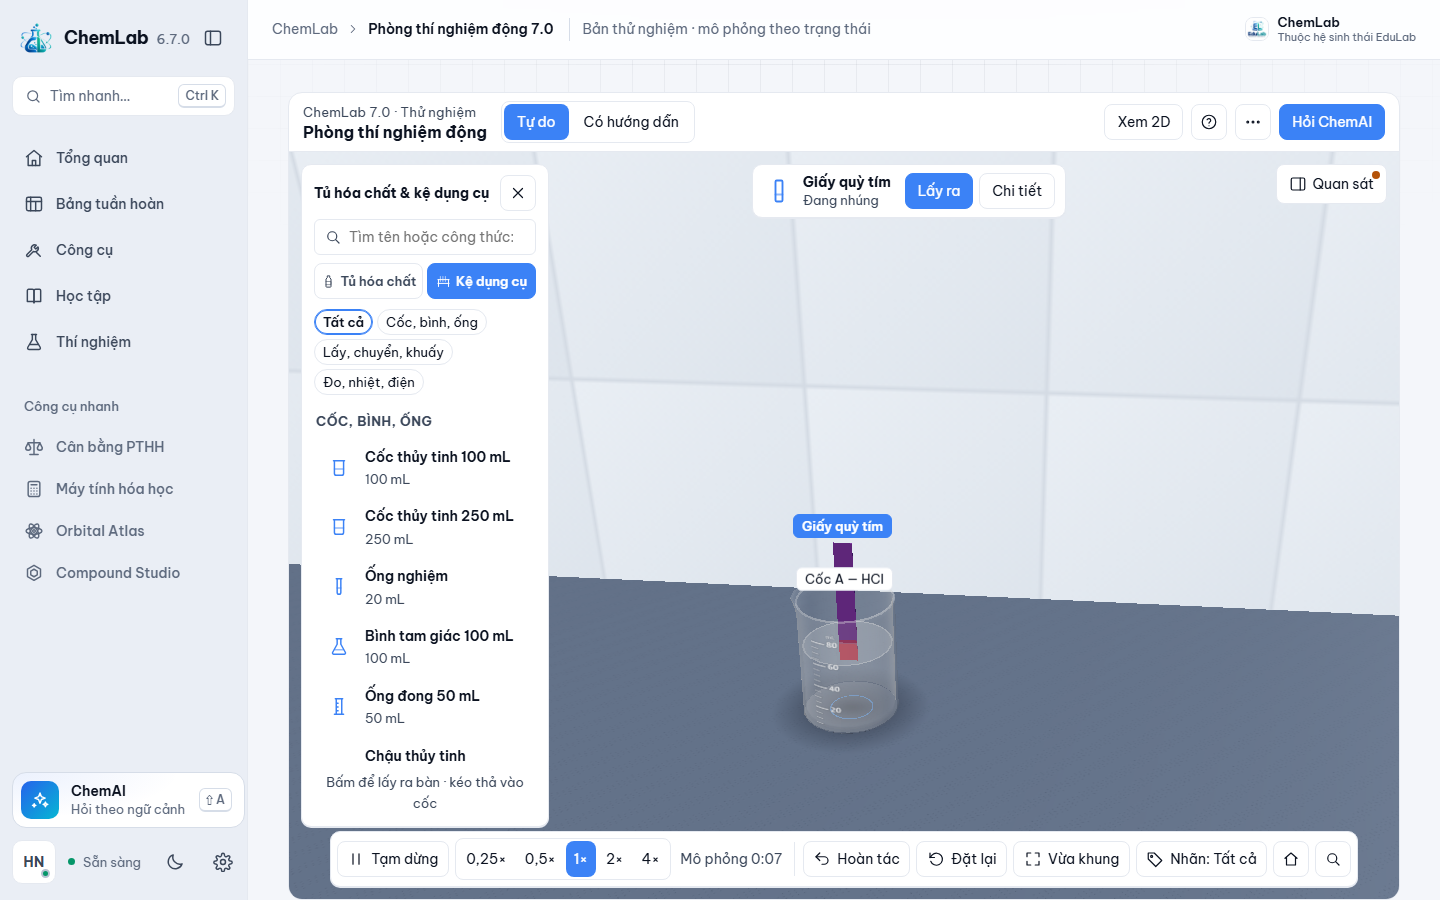 ChemLab 6.7.0
Tìm nhanh... Ctrl K
Tổng quan
Bảng tuần hoàn
Công cụ
Học tập
Thí nghiệm
Công cụ nhanh
Cân bằng PTHH
Máy tính hóa học
Orbital Atlas
Compound Studio
ChemAI
Hỏi theo ngữ cảnh
⇧ A
HN
Sẵn sàng
ChemLab > Phòng thí nghiệm động 7.0
Bản thử nghiệm · mô phỏng theo trạng thái
EduLab
ChemLab
Thuộc hệ sinh thái EduLab
ChemLab 7.0 · Thử nghiệm
Phòng thí nghiệm động
Tự do
Có hướng dẫn
Xem 2D
Hỏi ChemAI
Tủ hóa chất & kệ dụng cụ
Tìm tên hoặc công thức:
Tủ hóa chất
Kệ dụng cụ
Tất cả
Cốc, bình, ống
Lấy, chuyển, khuấy
Đo, nhiệt, điện
CỐC, BÌNH, ỐNG
Cốc thủy tinh 100 mL
100 mL
Cốc thủy tinh 250 mL
250 mL
Ống nghiệm
20 mL
Bình tam giác 100 mL
100 mL
Ống đong 50 mL
50 mL
Chậu thủy tinh
Bấm để lấy ra bàn · kéo thả vào
cốc
Giấy quỳ tím
Đang nhúng
Lấy ra
Chi tiết
Quan sát
Giấy quỳ tím
Cốc A — HCl
80
60
40
20
Tạm dừng
0,25×
0,5×
1×
2×
4×
Mô phỏng 0:07
Hoàn tác
Đặt lại
Vừa khung
Nhãn: Tất cả